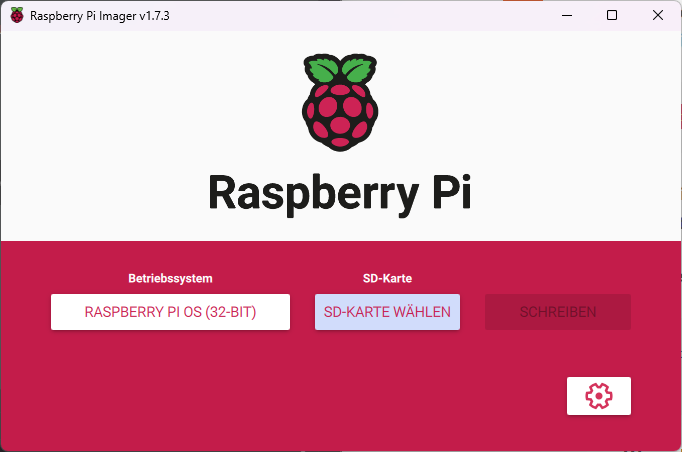 Raspberry Pi Imager v1.7.3
Raspberry Pi
Betriebssystem
SD-Karte
RASPBERRY PI OS (32-BIT)
SD-KARTE WÄHLEN
SCHREIBEN